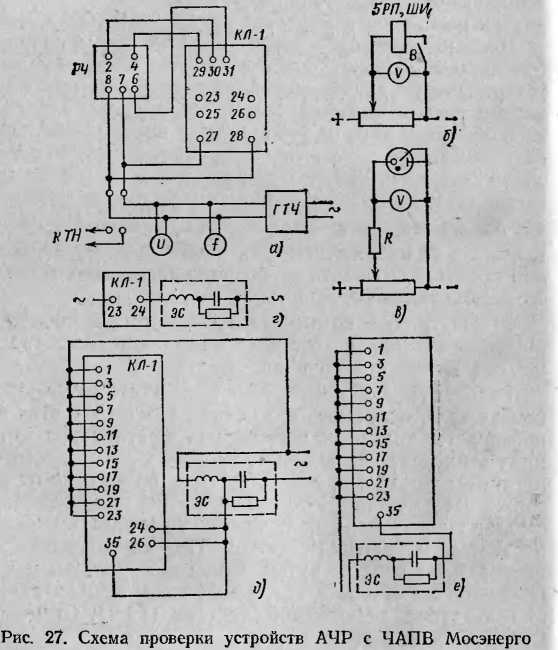 КЛ-1
РЧ
2 4
8 7 6
29 30 31
23 24
25 26
27 28
ГТЧ
~
к ТН
U
f
а)
5РП, ШИ₁
В
V
+ −
б)
V
R
+ −
в)
~
КЛ-1
23 24
ЭС
~
г)
КЛ-1
1
3
5
7
9
11
13
15
17
19
21
23
24
26
35
~
ЭС
д)
1
3
5
7
9
11
13
15
17
19
21
23
35
ЭС
е)
Рис. 27. Схема проверки устройств АЧР с ЧАПВ Мосэнерго